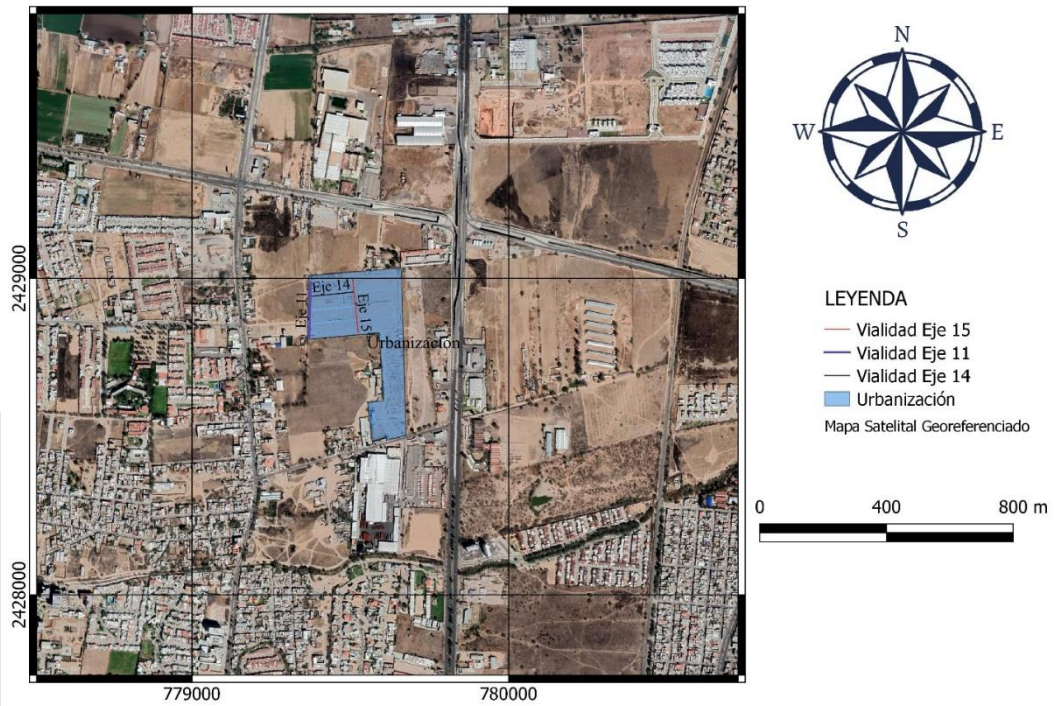 N
W
E
S
2429000
2428000
779000
780000
Eje 14
Eje 11
Eje 15
Urbanización
LEYENDA
Vialidad Eje 15
Vialidad Eje 11
Vialidad Eje 14
Urbanización
Mapa Satelital Georeferenciado
0 400 800 m